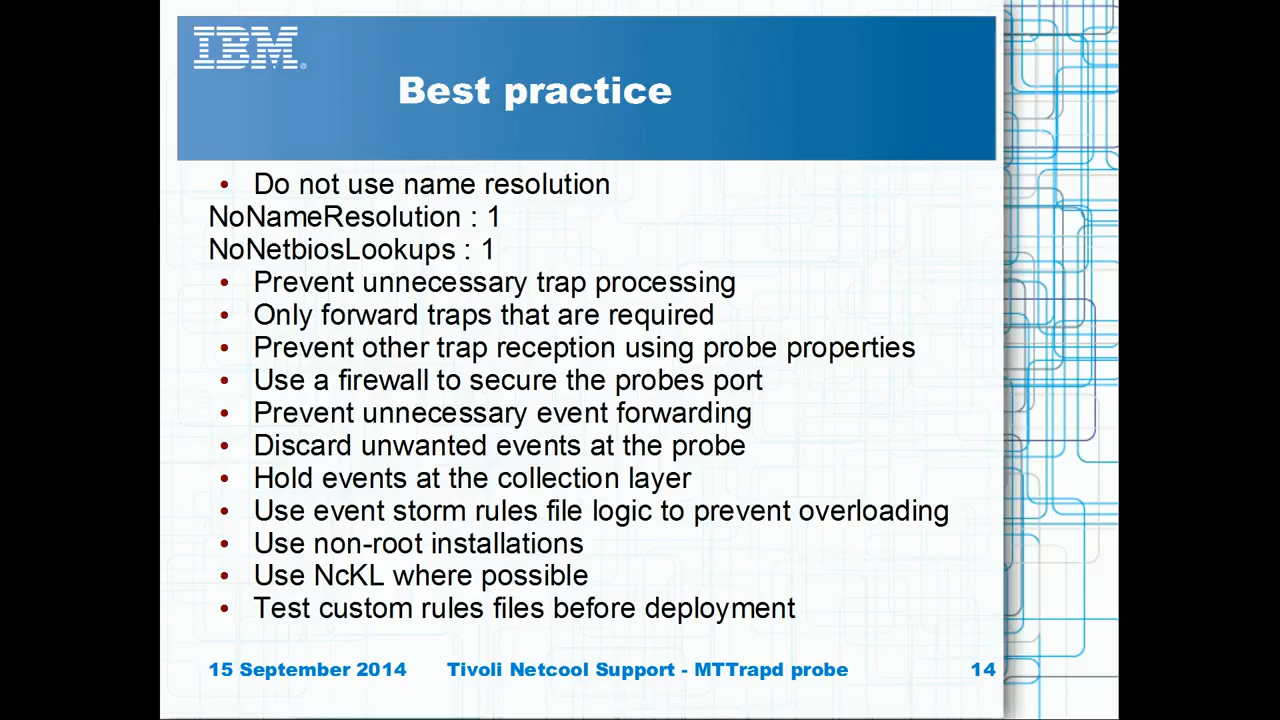 IBM®
Best practice
• Do not use name resolution
NoNameResolution : 1
NoNetbiosLookups : 1
• Prevent unnecessary trap processing
• Only forward traps that are required
• Prevent other trap reception using probe properties
• Use a firewall to secure the probes port
• Prevent unnecessary event forwarding
• Discard unwanted events at the probe
• Hold events at the collection layer
• Use event storm rules file logic to prevent overloading
• Use non-root installations
• Use NcKL where possible
• Test custom rules files before deployment
15 September 2014 Tivoli Netcool Support - MTTrapd probe 14